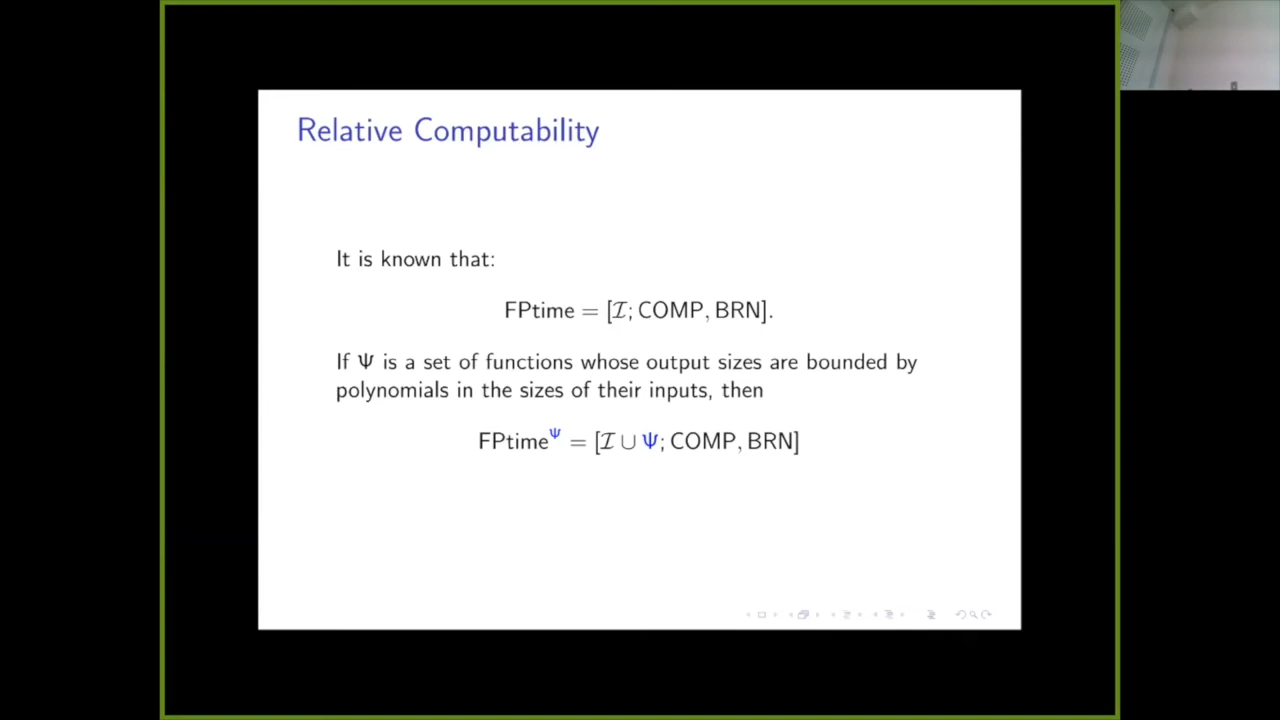 Relative Computability
It is known that:
FPtime = [ℐ; COMP, BRN].
If Ψ is a set of functions whose output sizes are bounded by
polynomials in the sizes of their inputs, then
FPtime^Ψ = [ℐ ∪ Ψ; COMP, BRN]